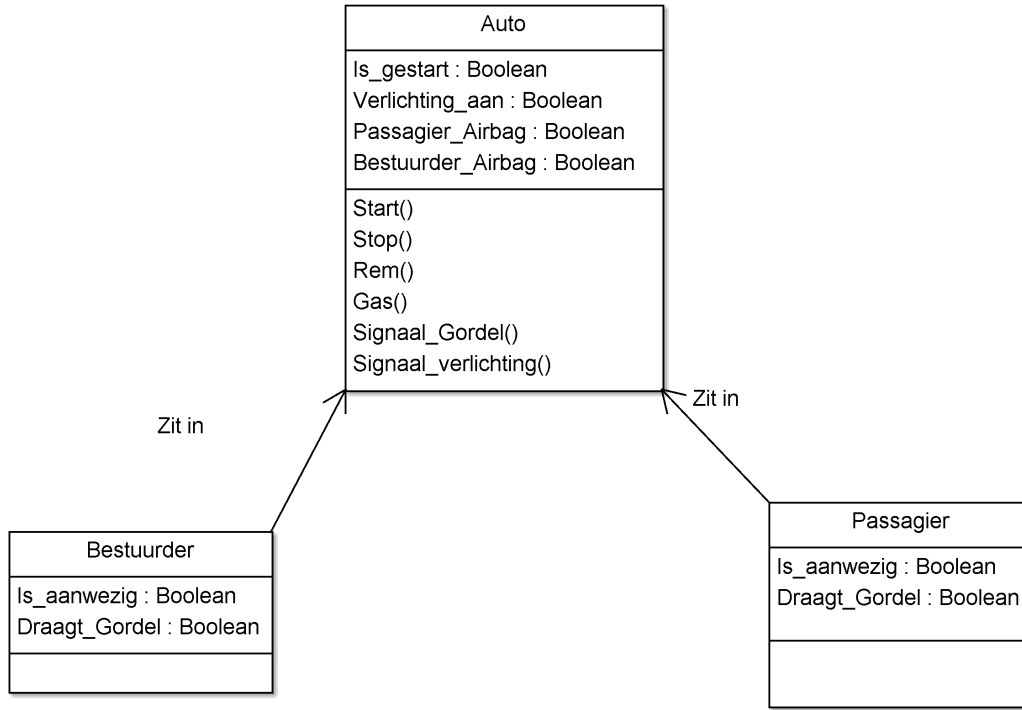 Auto
Is_gestart : Boolean
Verlichting_aan : Boolean
Passagier_Airbag : Boolean
Bestuurder_Airbag : Boolean
Start()
Stop()
Rem()
Gas()
Signaal_Gordel()
Signaal_verlichting()
Zit in
Zit in
Bestuurder
Is_aanwezig : Boolean
Draagt_Gordel : Boolean
Passagier
Is_aanwezig : Boolean
Draagt_Gordel : Boolean